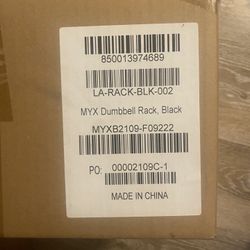 850013974689
LA-RACK-BLK-002
MYX Dumbbell Rack, Black
MYXB2109-F09222
PO: 00002109C-1
MADE IN CHINA